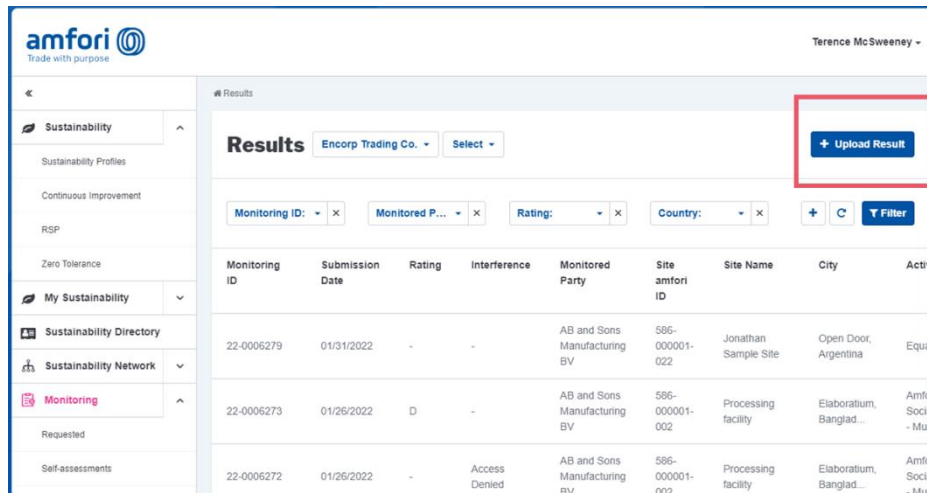 amfori
Trade with purpose
Terence McSweeney
«
Results
Sustainability
Sustainability Profiles
Continuous Improvement
RSP
Zero Tolerance
My Sustainability
Sustainability Directory
Sustainability Network
Monitoring
Requested
Self-assessments
Results Encorp Trading Co. Select + Upload Result
Monitoring ID: × Monitored P... × Rating: × Country: × + Filter
Monitoring ID Submission Date Rating Interference Monitored Party Site amfori ID Site Name City
22-0006279 01/31/2022 - - AB and Sons Manufacturing BV 586-000001-022 Jonathan Sample Site Open Door, Argentina
22-0006273 01/26/2022 D - AB and Sons Manufacturing BV 586-000001-002 Processing facility Elaboratium, Banglad... - Mu
22-0006272 01/26/2022 - Access Denied AB and Sons Manufacturing BV 586-000001-002 Processing facility Elaboratium, Banglad...